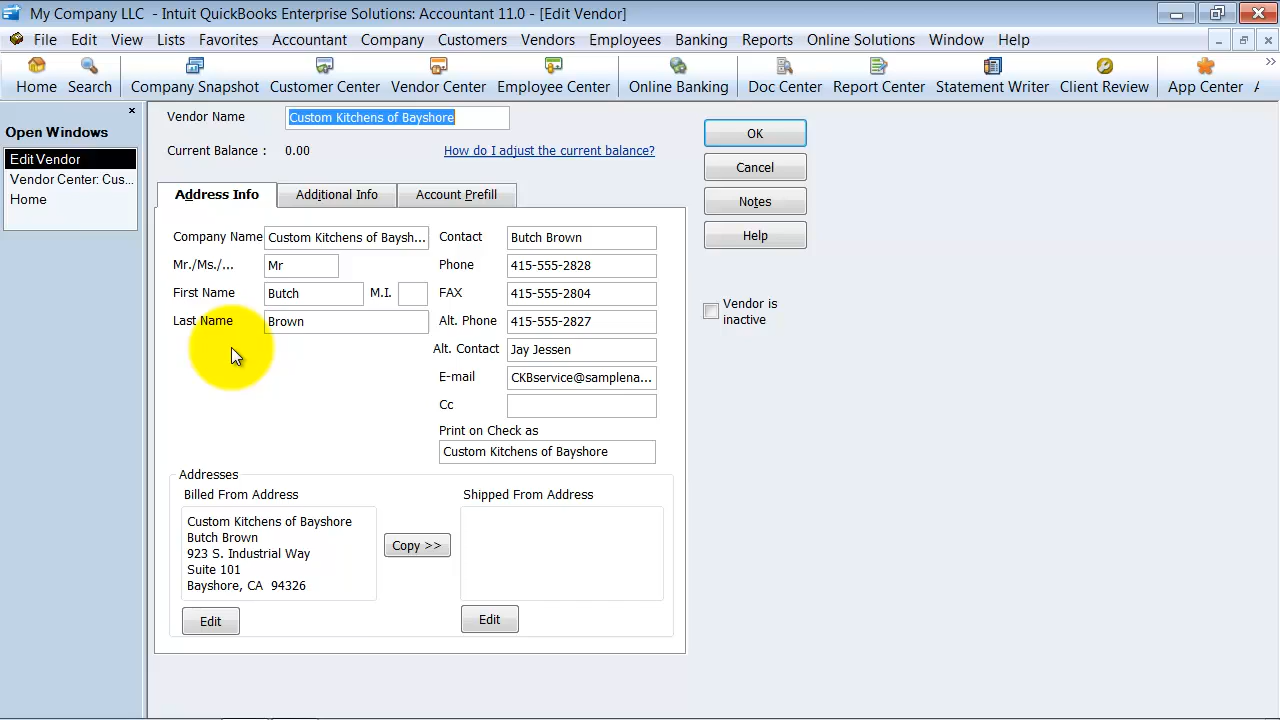 My Company LLC - Intuit QuickBooks Enterprise Solutions: Accountant 11.0 - [Edit Vendor]
File Edit View Lists Favorites Accountant Company Customers Vendors Employees Banking Reports Online Solutions Window Help
Home Search Company Snapshot Customer Center Vendor Center Employee Center Online Banking Doc Center Report Center Statement Writer Client Review App Center
Open Windows
Edit Vendor
Vendor Center: Cus...
Home
Vendor Name Custom Kitchens of Bayshore
Current Balance : 0.00 How do I adjust the current balance?
OK
Cancel
Notes
Help
Vendor is
inactive
Address Info Additional Info Account Prefill
Company Name Custom Kitchens of Baysh...
Mr./Ms./... Mr
First Name Butch M.I.
Last Name Brown
Contact Butch Brown
Phone 415-555-2828
FAX 415-555-2804
Alt. Phone 415-555-2827
Alt. Contact Jay Jessen
E-mail CKBservice@samplena...
Cc
Print on Check as
Custom Kitchens of Bayshore
Addresses
Billed From Address
Custom Kitchens of Bayshore
Butch Brown
923 S. Industrial Way
Suite 101
Bayshore, CA 94326
Edit
Copy >>
Shipped From Address
Edit